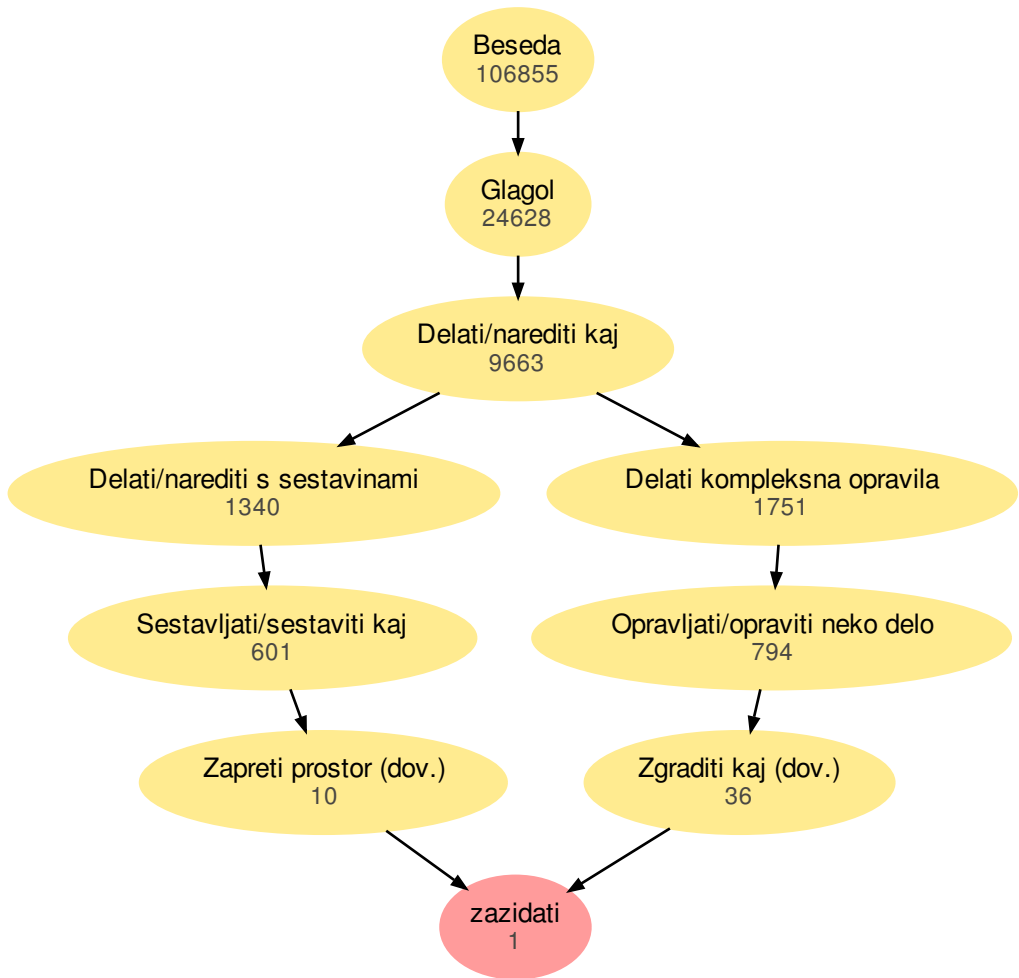 Beseda
106855
Glagol
24628
Delati/narediti kaj
9663
Delati/narediti s sestavinami
1340
Delati kompleksna opravila
1751
Sestavljati/sestaviti kaj
601
Opravljati/opraviti neko delo
794
Zapreti prostor (dov.)
10
Zgraditi kaj (dov.)
36
zazidati
1